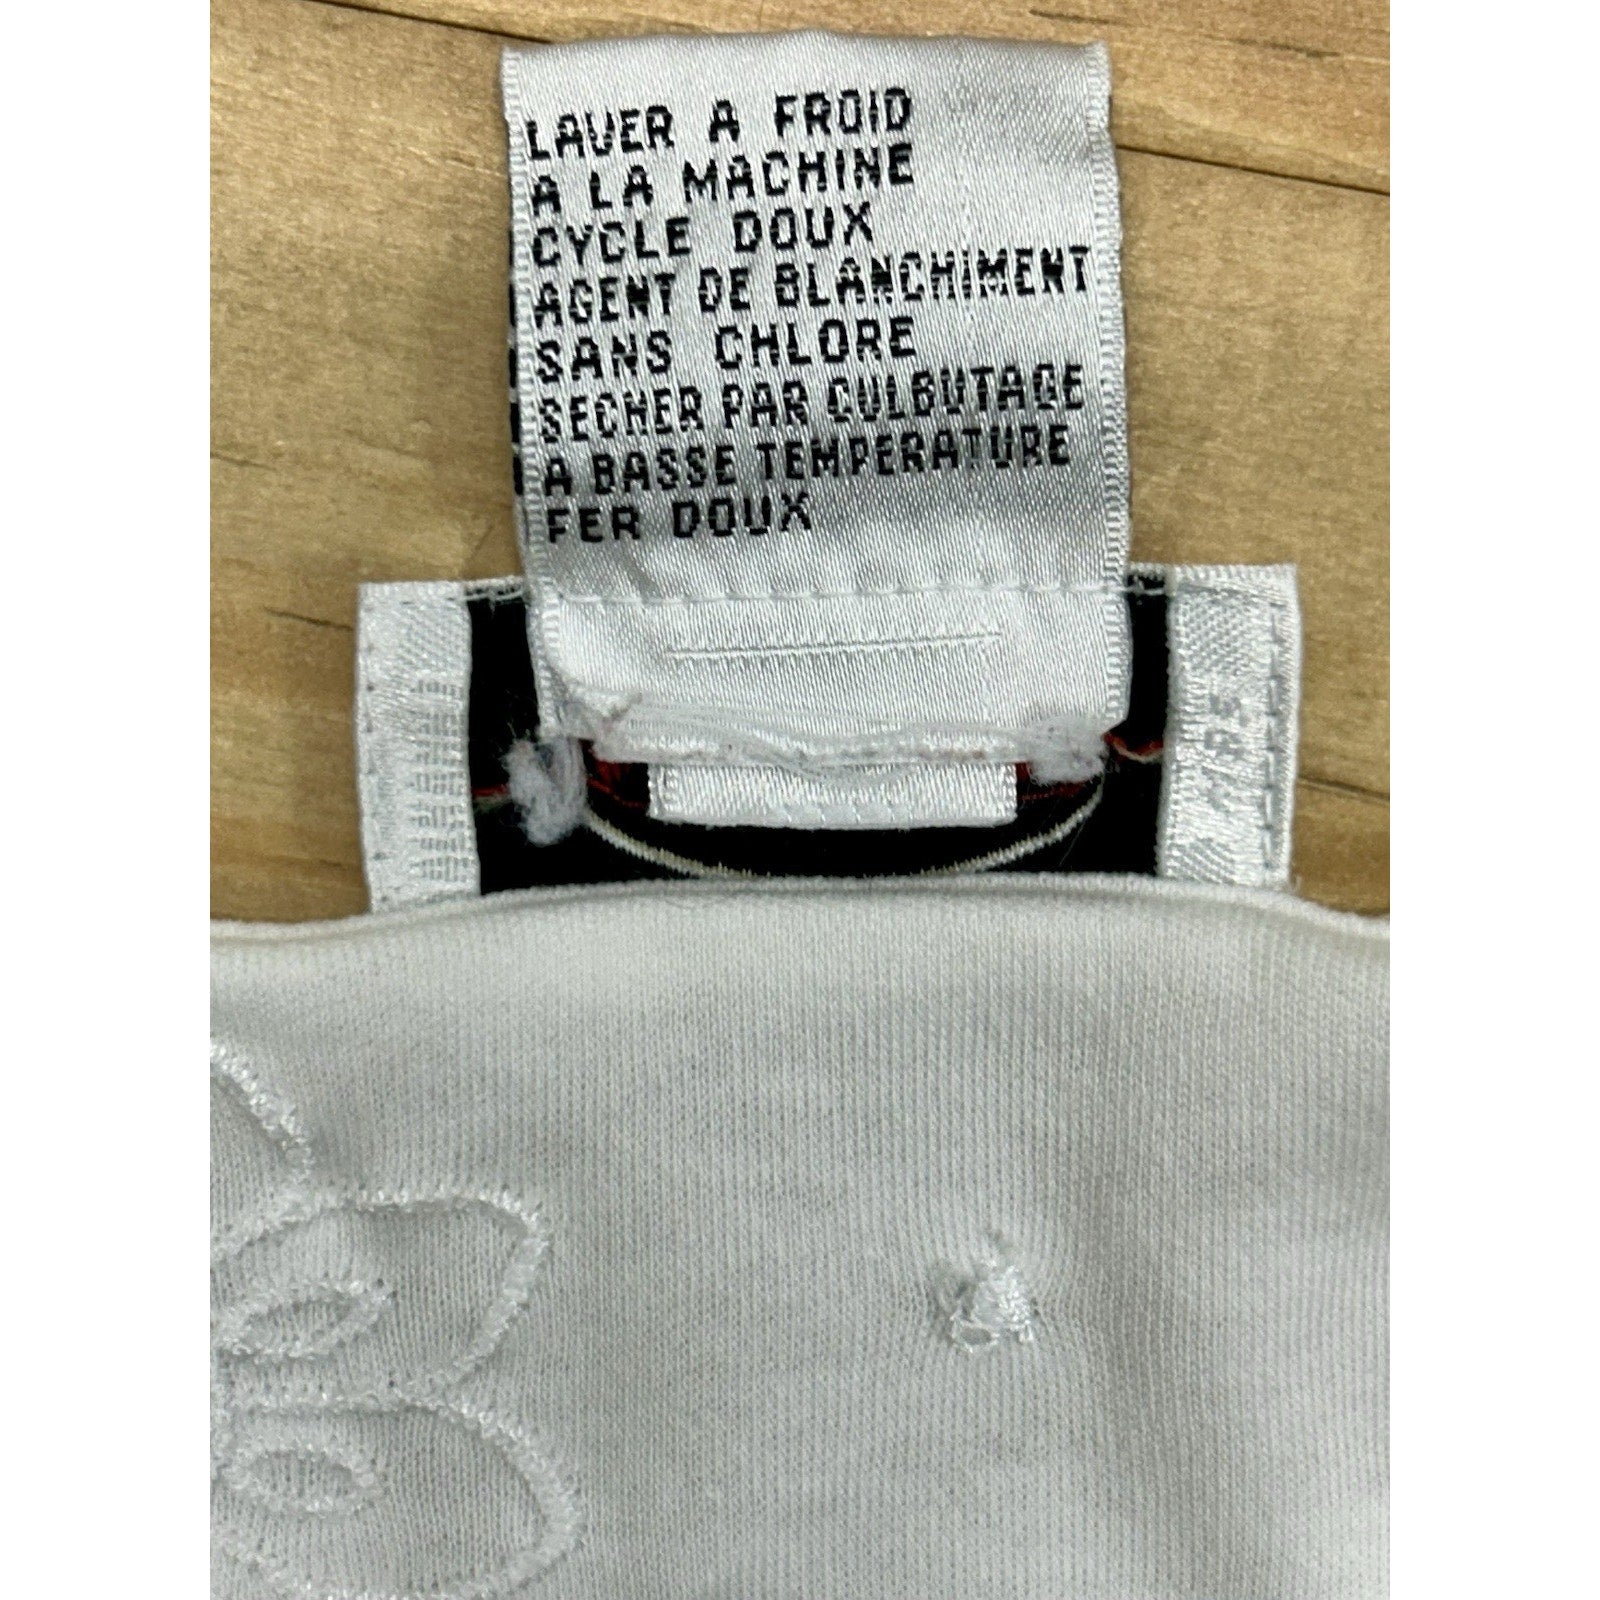 LAVER A FROID
A LA MACHINE
CYCLE DOUX
AGENT DE BLANCHIMENT
SANS CHLORE
SECHER PAR CULBUTAGE
A BASSE TEMPERATURE
FER DOUX